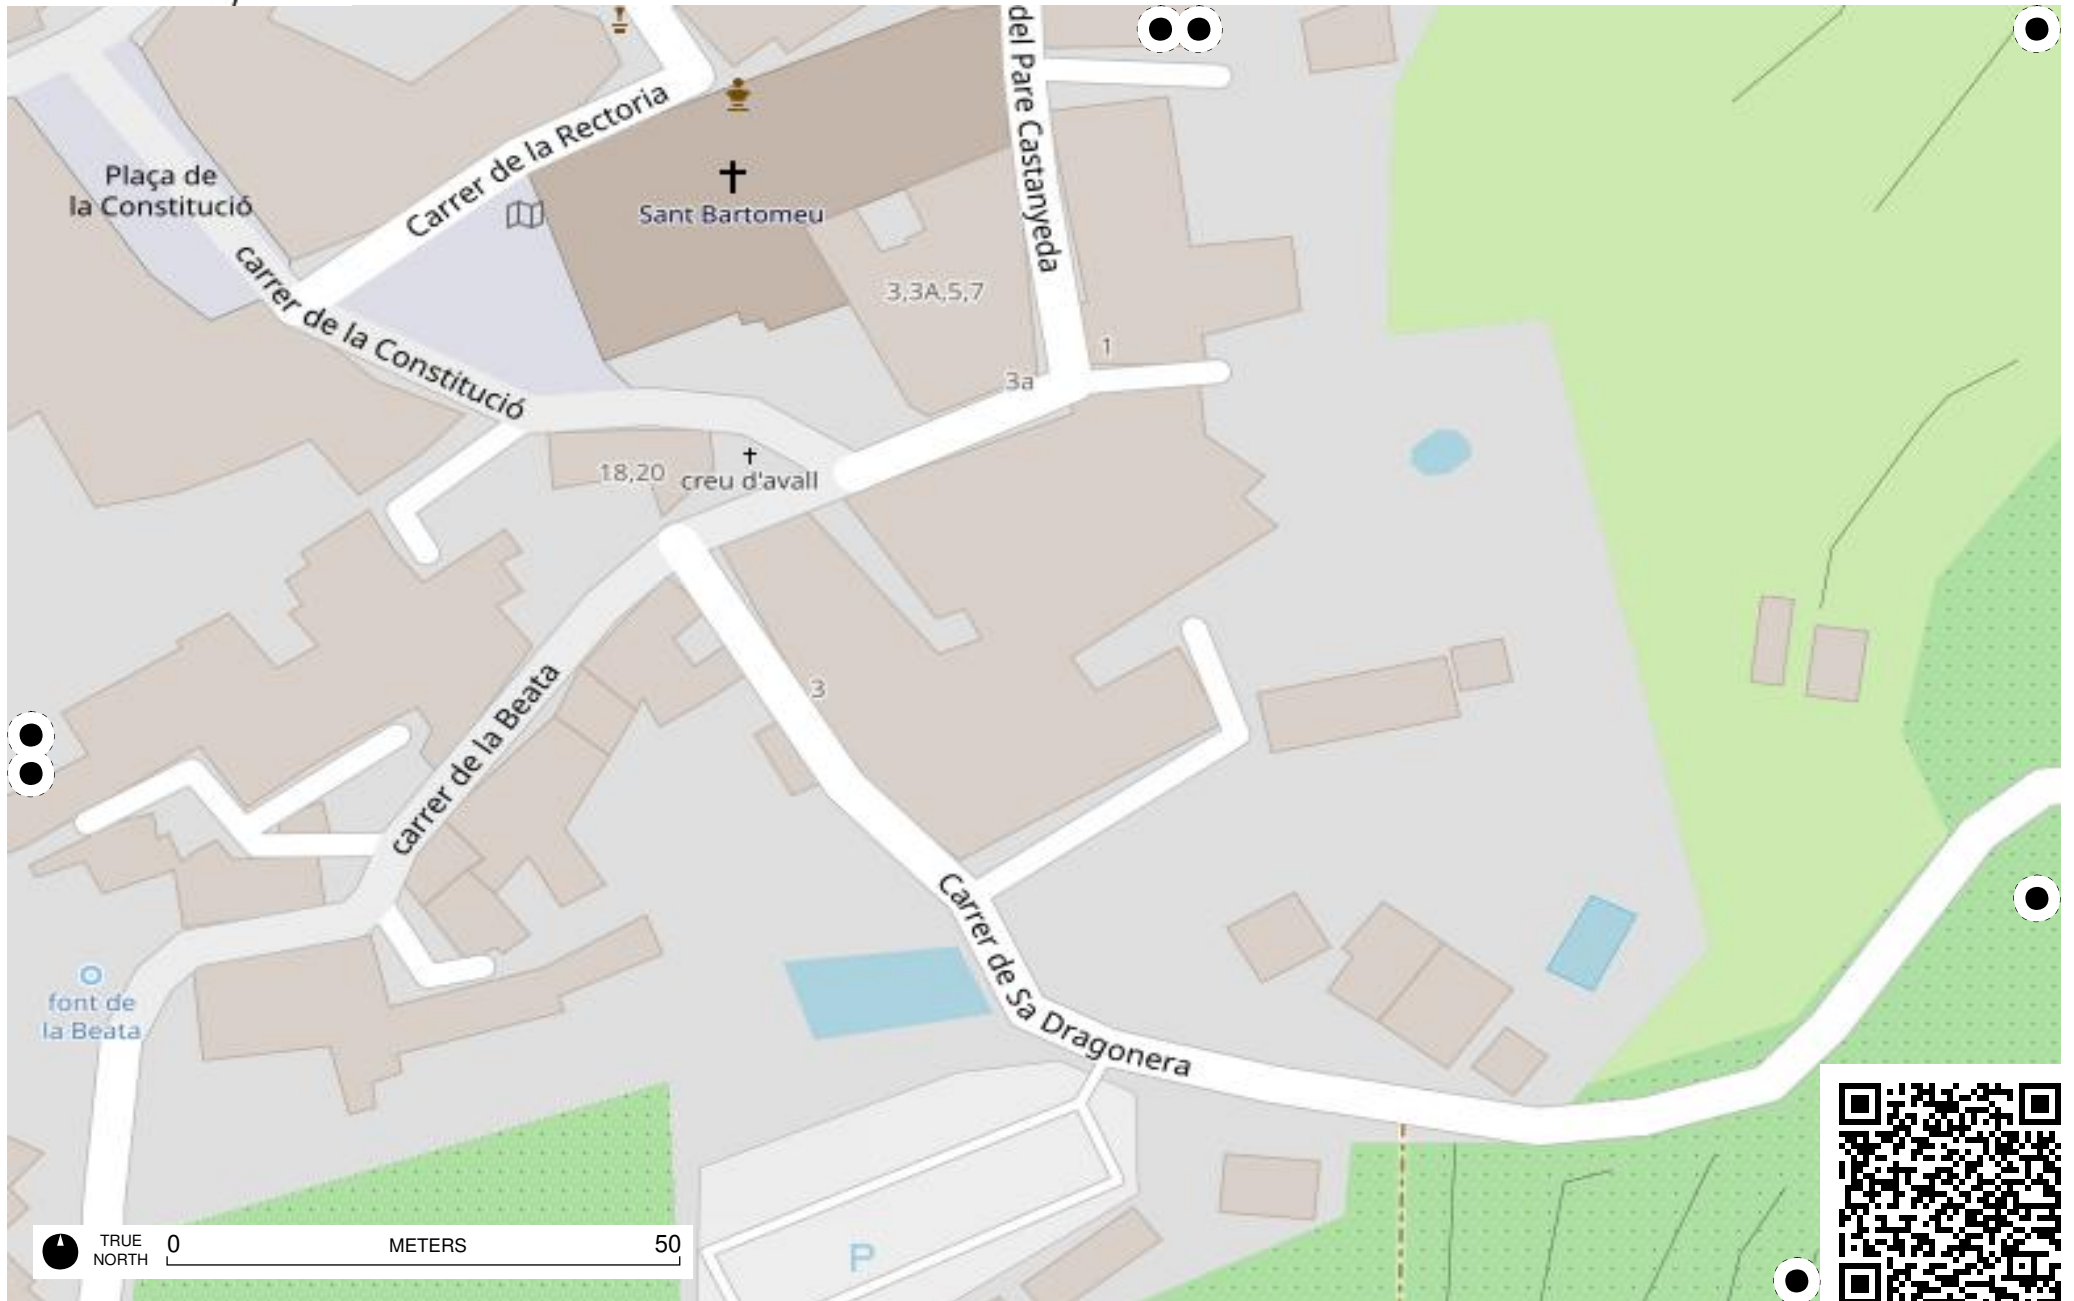 Carrer de la Rectoria
del Pare Castanyeda
Plaça de
la Constitució
Sant Bartomeu
carrer de la Constitució
3,3A,5,7
1
3a
18,20
creu d'avall
3
carrer de la Beata
Carrer de Sa Dragonera
font de
la Beata
P
TRUE
NORTH
0
METERS
50